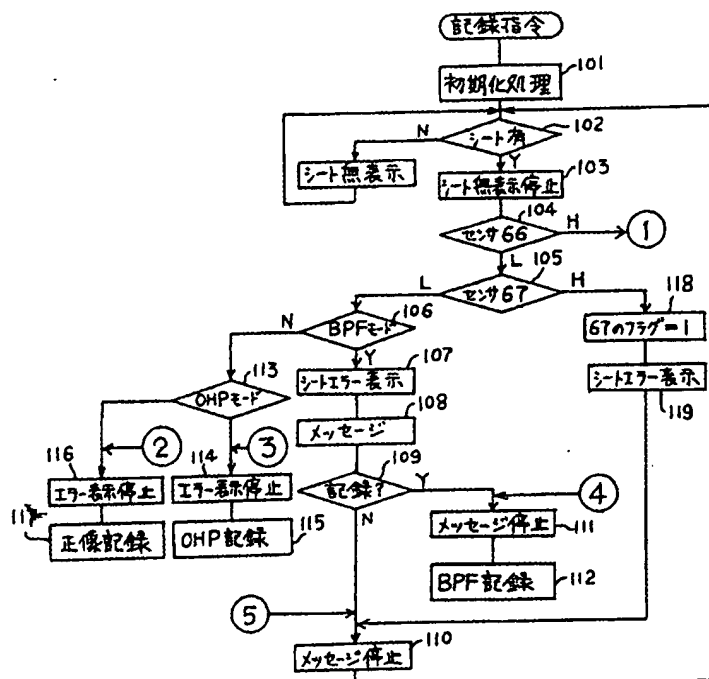 記録指令
101
初期化処理
102
N
シート有
Y
103
シート無表示
シート無表示停止
104
センサ66
H
1
L
105
L
センサ67
H
118
106
N
BPFモード
67のフラグ=1
Y
107
113
シートエラー表示
シートエラー表示
OHPモード
108
119
メッセージ
2
3
109
116
114
4
エラー表示停止
エラー表示停止
記録?
Y
メッセージ停止
111
正像記録
OHP記録
115
N
BPF記録
112
5
110
メッセージ停止